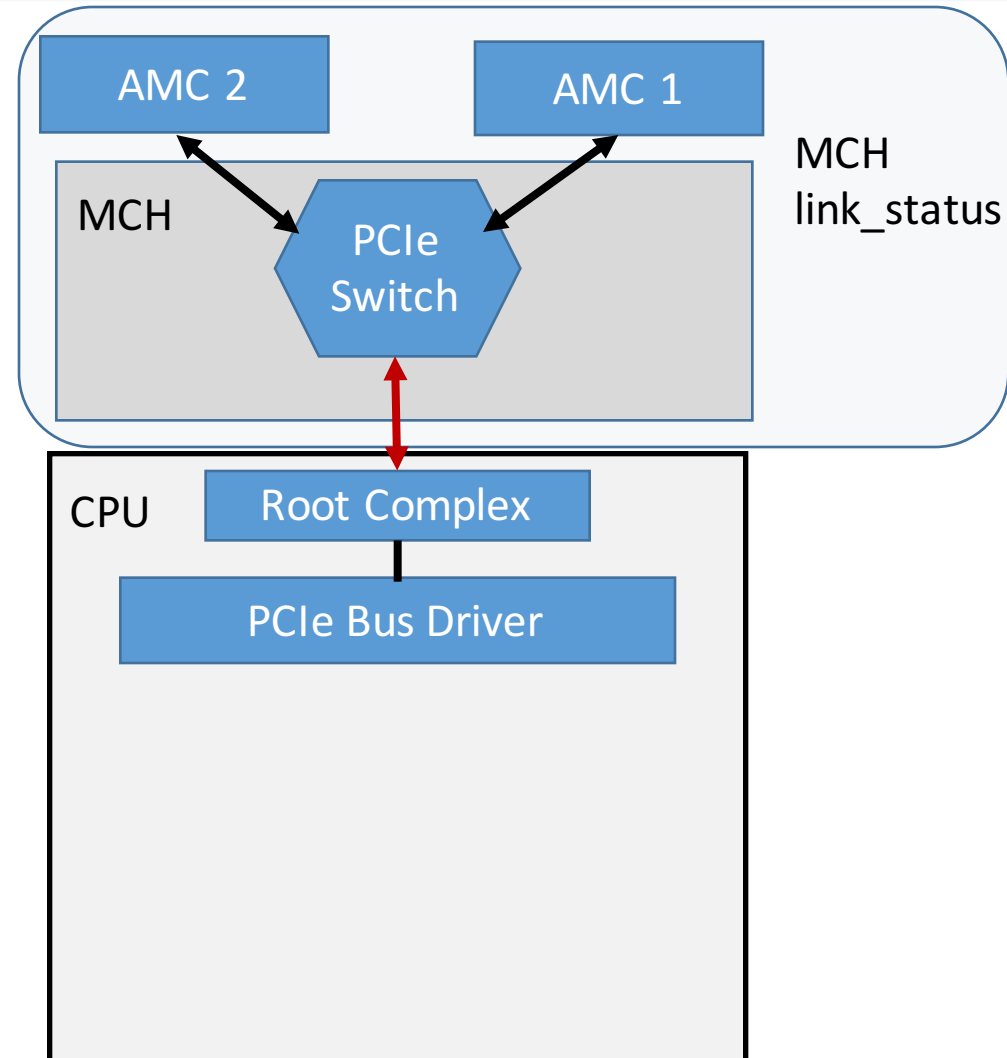 AMC 2
AMC 1
MCH
link_status
MCH
PCIe
Switch
CPU
Root Complex
PCIe Bus Driver